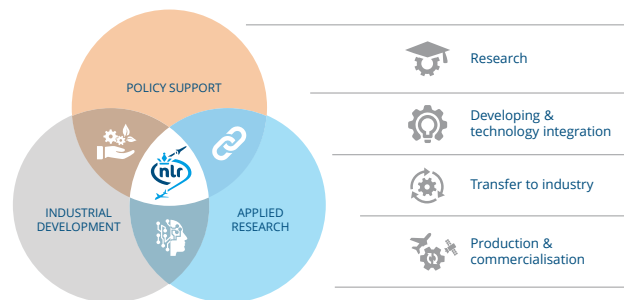 POLICY SUPPORT
nlr
INDUSTRIAL
DEVELOPMENT
APPLIED
RESEARCH
Research
Developing &
technology integration
Transfer to industry
Production &
commercialisation